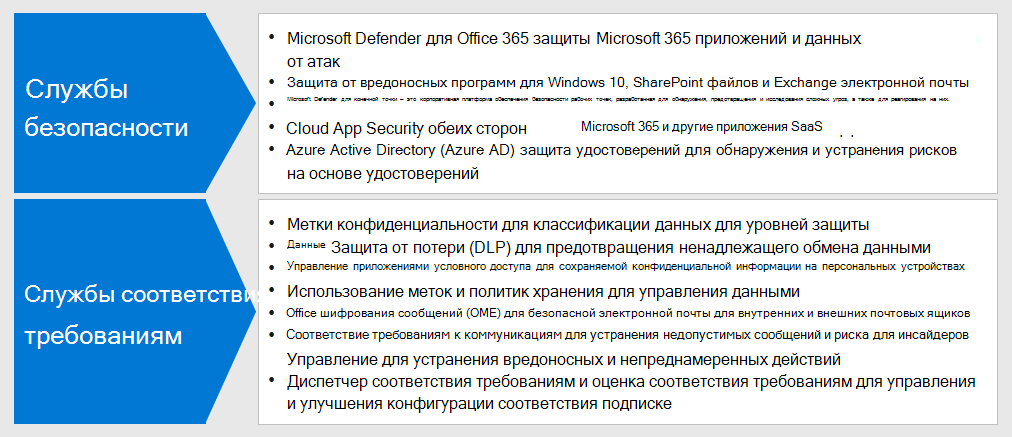 Службы
безопасности
• Microsoft Defender для Office 365 защиты Microsoft 365 приложений и данных
от атак
• Защита от вредоносных программ для Windows 10, SharePoint файлов и Exchange электронной почты
• Microsoft Defender для конечной точки – это корпоративная платформа обеспечения безопасности рабочих точек, разработанная для обнаружения, предотвращения и исследования сложных угроз, а также для реагирования на них.
• Cloud App Security обеих сторон Microsoft 365 и другие приложения SaaS
• Azure Active Directory (Azure AD) защита удостоверений для обнаружения и устранения рисков
на основе удостоверений
Службы соответствия
требованиям
• Метки конфиденциальности для классификации данных для уровней защиты
• Данные Защита от потери (DLP) для предотвращения ненадлежащего обмена данными
• Управление приложениями условного доступа для сохраняемой конфиденциальной информации на персональных устройствах
• Использование меток и политик хранения для управления данными
• Office шифрования сообщений (OME) для безопасной электронной почты для внутренних и внешних почтовых ящиков
• Соответствие требованиям к коммуникациям для устранения недопустимых сообщений и риска для инсайдеров
Управление для устранения вредоносных и непреднамеренных действий
• Диспетчер соответствия требованиям и оценка соответствия требованиям для управления
и улучшения конфигурации соответствия подписке